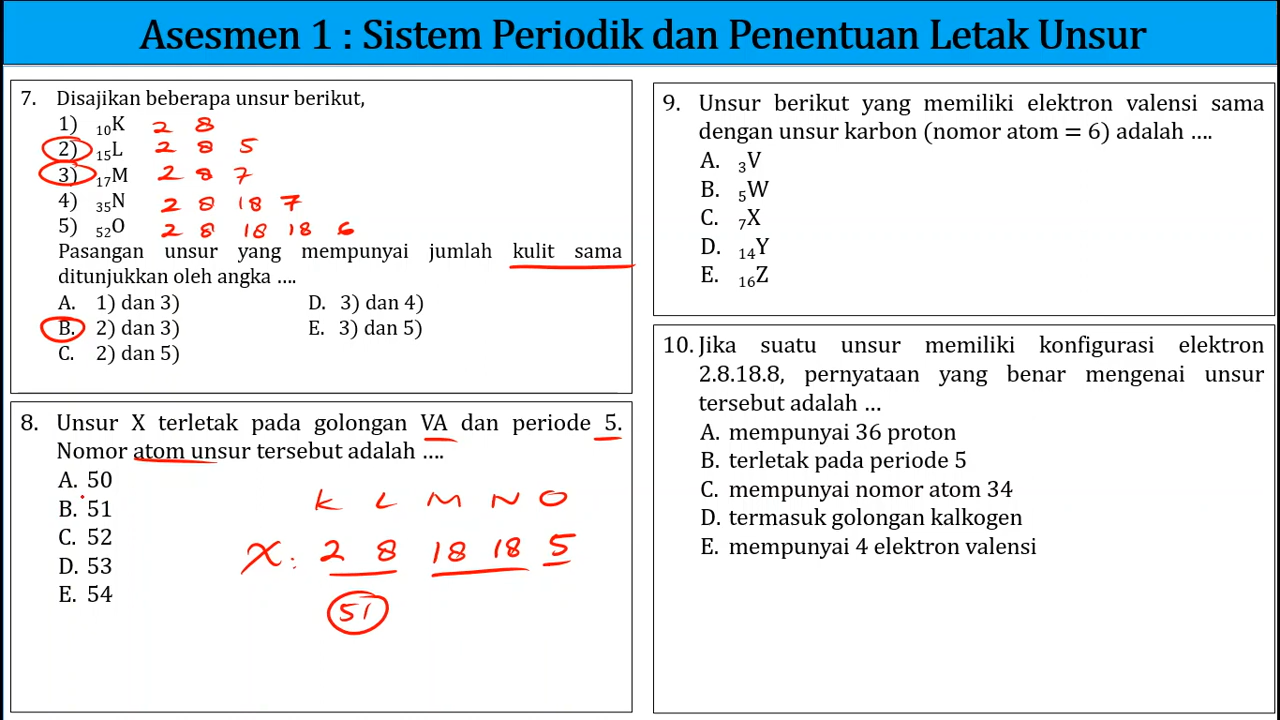 Asesmen 1 : Sistem Periodik dan Penentuan Letak Unsur
7. Disajikan beberapa unsur berikut,
1) ₁₀K 2 8
2) ₁₅L 2 8 5
3) ₁₇M 2 8 7
4) ₃₅N 2 8 18 7
5) ₅₂O 2 8 18 18 6
Pasangan unsur yang mempunyai jumlah kulit sama
ditunjukkan oleh angka ....
A. 1) dan 3) D. 3) dan 4)
B. 2) dan 3) E. 3) dan 5)
C. 2) dan 5)
8. Unsur X terletak pada golongan VA dan periode 5.
Nomor atom unsur tersebut adalah ....
A. 50
B. 51
C. 52
D. 53
E. 54
K L M N O
X : 2 8 18 18 5
51
9. Unsur berikut yang memiliki elektron valensi sama
dengan unsur karbon (nomor atom = 6) adalah ....
A. ₃V
B. ₅W
C. ₇X
D. ₁₄Y
E. ₁₆Z
10. Jika suatu unsur memiliki konfigurasi elektron
2.8.18.8, pernyataan yang benar mengenai unsur
tersebut adalah ...
A. mempunyai 36 proton
B. terletak pada periode 5
C. mempunyai nomor atom 34
D. termasuk golongan kalkogen
E. mempunyai 4 elektron valensi